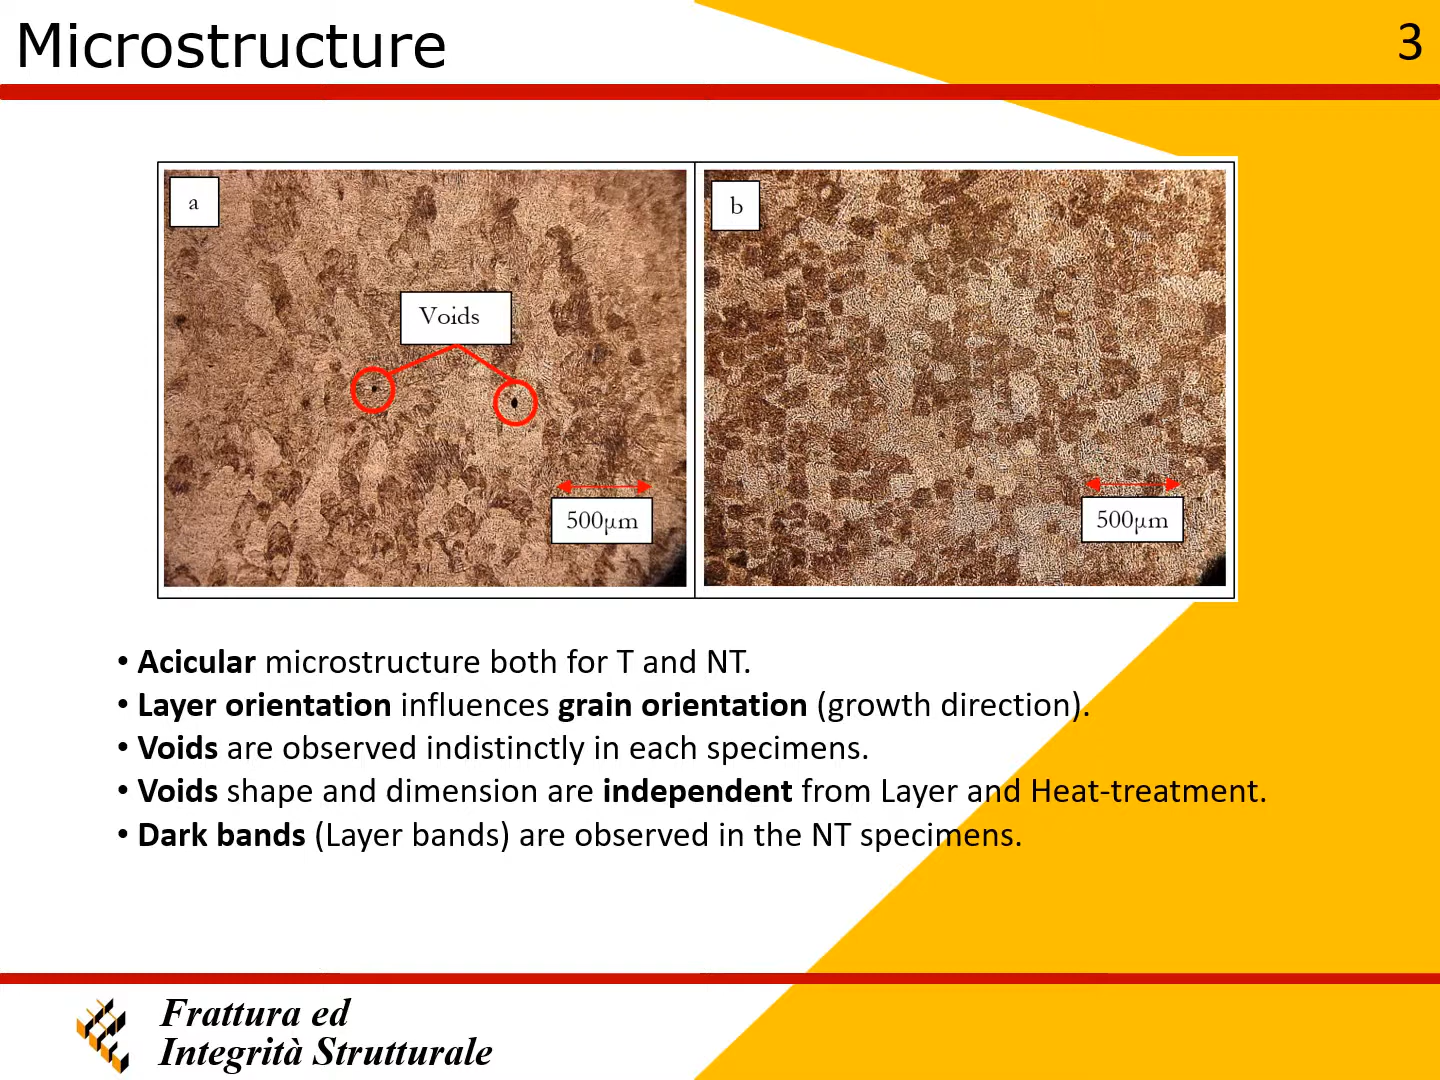 Microstructure
3
a
b
Voids
500μm
500μm
• Acicular microstructure both for T and NT.
• Layer orientation influences grain orientation (growth direction).
• Voids are observed indistinctly in each specimens.
• Voids shape and dimension are independent from Layer and Heat-treatment.
• Dark bands (Layer bands) are observed in the NT specimens.
Frattura ed
Integrità Strutturale